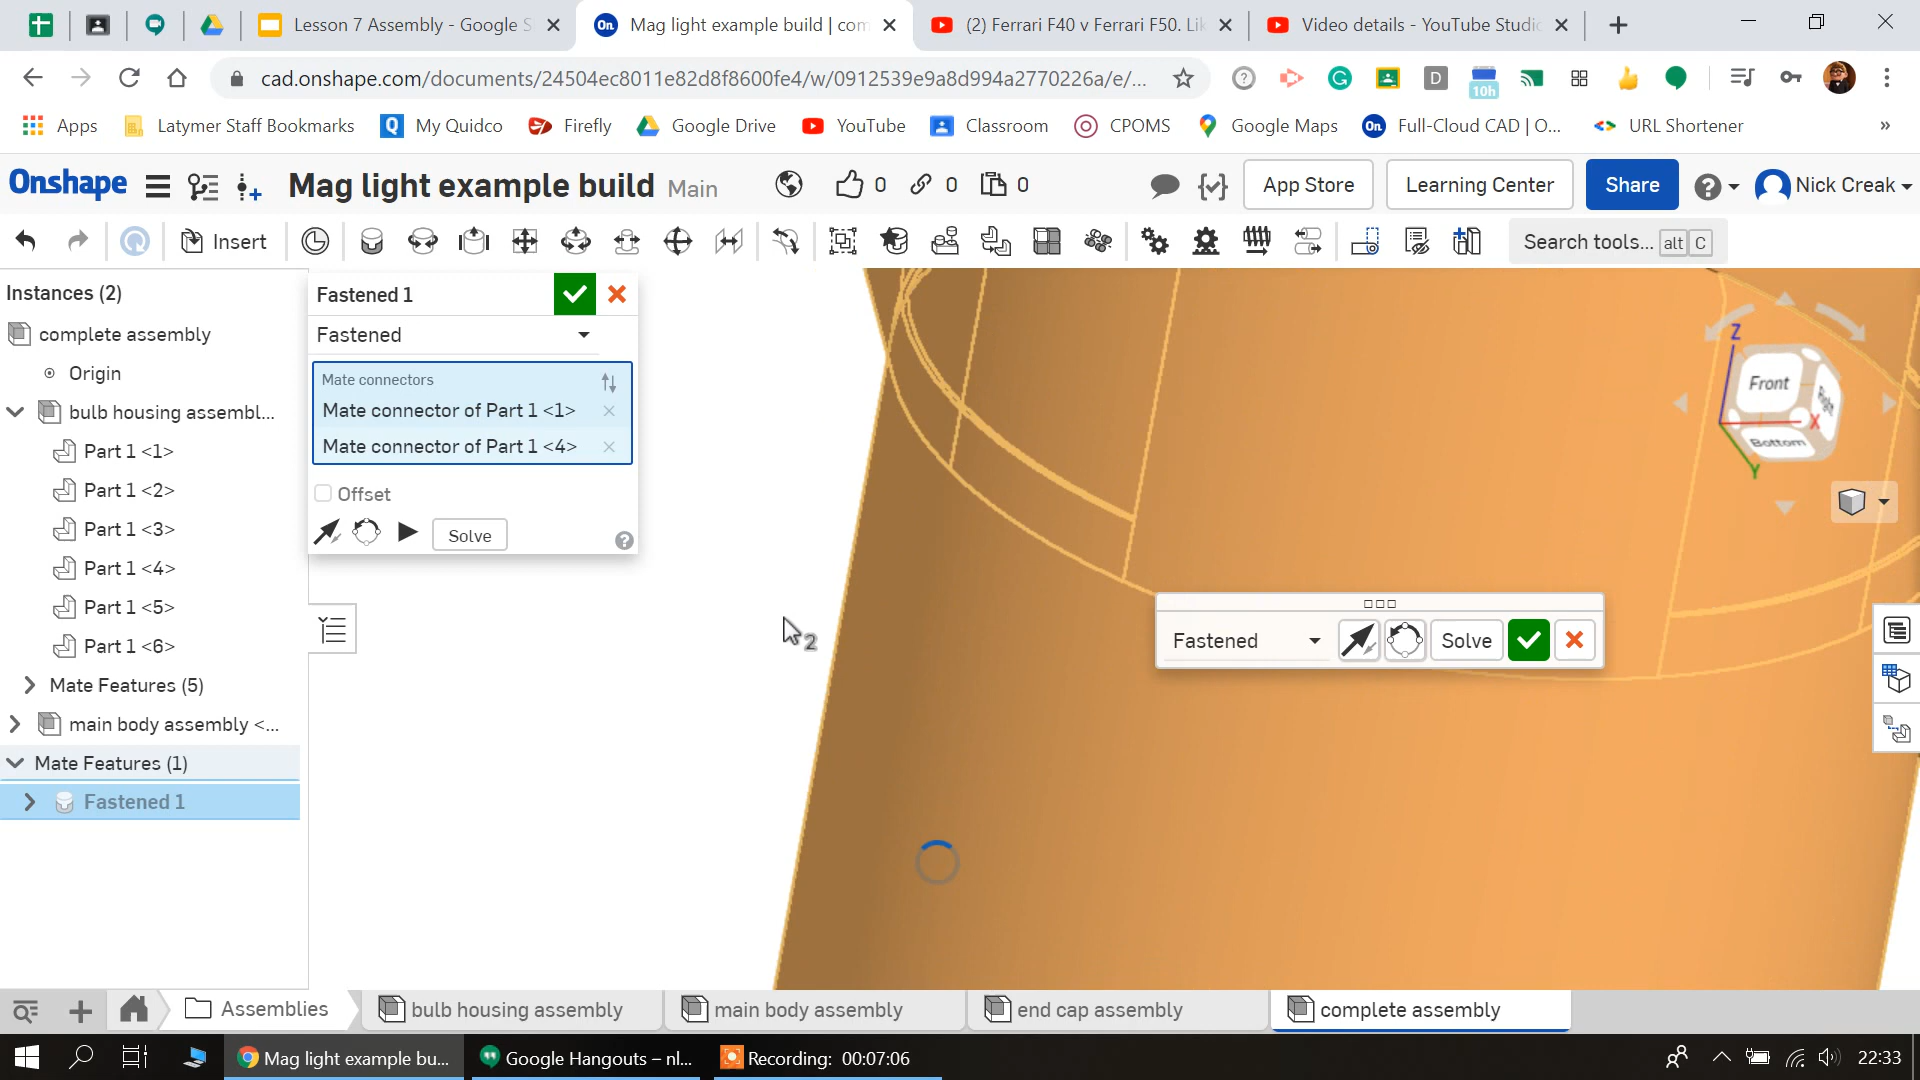 Lesson 7 Assembly - Google S
Mag light example build | com
(2) Ferrari F40 v Ferrari F50. Lik
Video details - YouTube Studio
cad.onshape.com/documents/24504ec8011e82d8f8600fe4/w/0912539e9a8d994a2770226a/e/...
10h
Apps
Latymer Staff Bookmarks
My Quidco
Firefly
Google Drive
YouTube
Classroom
CPOMS
Google Maps
Full-Cloud CAD | O...
URL Shortener
»
Onshape
Mag light example build Main
0
0
0
App Store
Learning Center
Share
Nick Creak
Insert
Search tools... alt C
Instances (2)
complete assembly
Origin
bulb housing assembl...
Part 1 <1>
Part 1 <2>
Part 1 <3>
Part 1 <4>
Part 1 <5>
Part 1 <6>
Mate Features (5)
main body assembly <...
Mate Features (1)
Fastened 1
Fastened 1
Fastened
Mate connectors
Mate connector of Part 1 <1>
Mate connector of Part 1 <4>
Offset
Solve
2
Fastened
Solve
Z
Front
Right
X
Bottom
Y
Assemblies
bulb housing assembly
main body assembly
end cap assembly
complete assembly
Mag light example bu...
Google Hangouts – nl...
Recording: 00:07:06
22:33